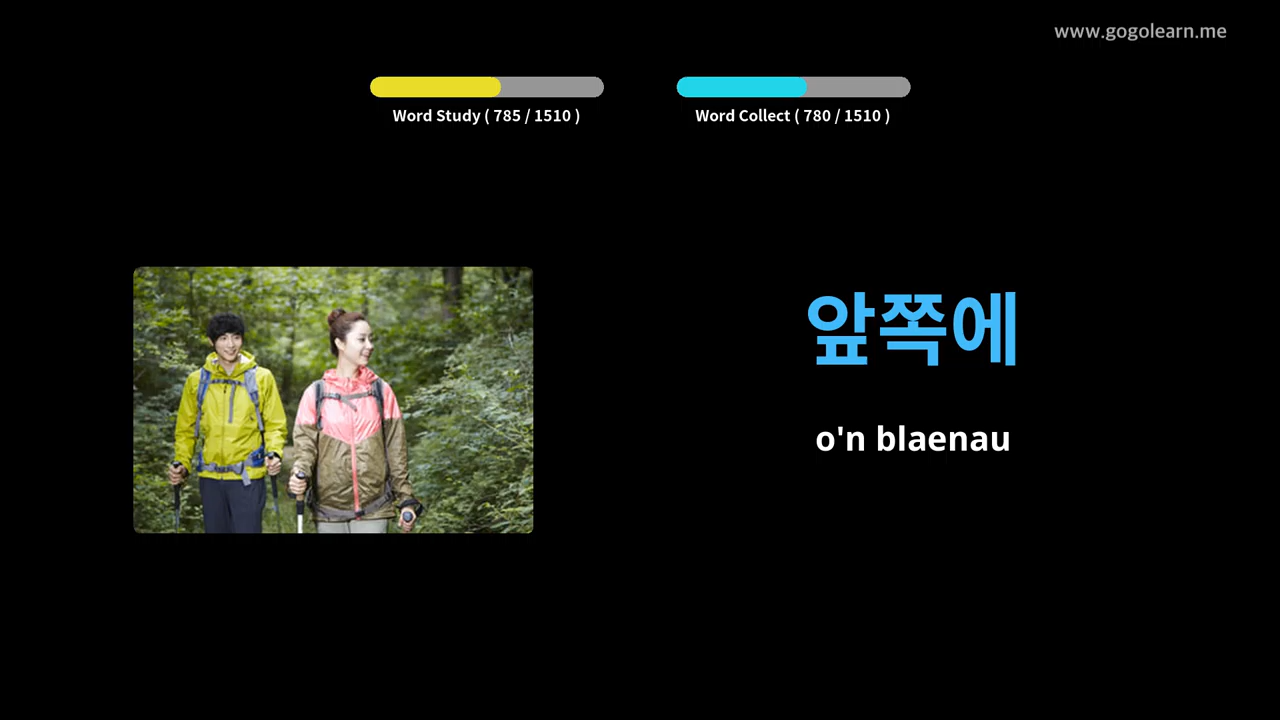 www.gogolearn.me
Word Study ( 785 / 1510 )
Word Collect ( 780 / 1510 )
앞쪽에
o'n blaenau